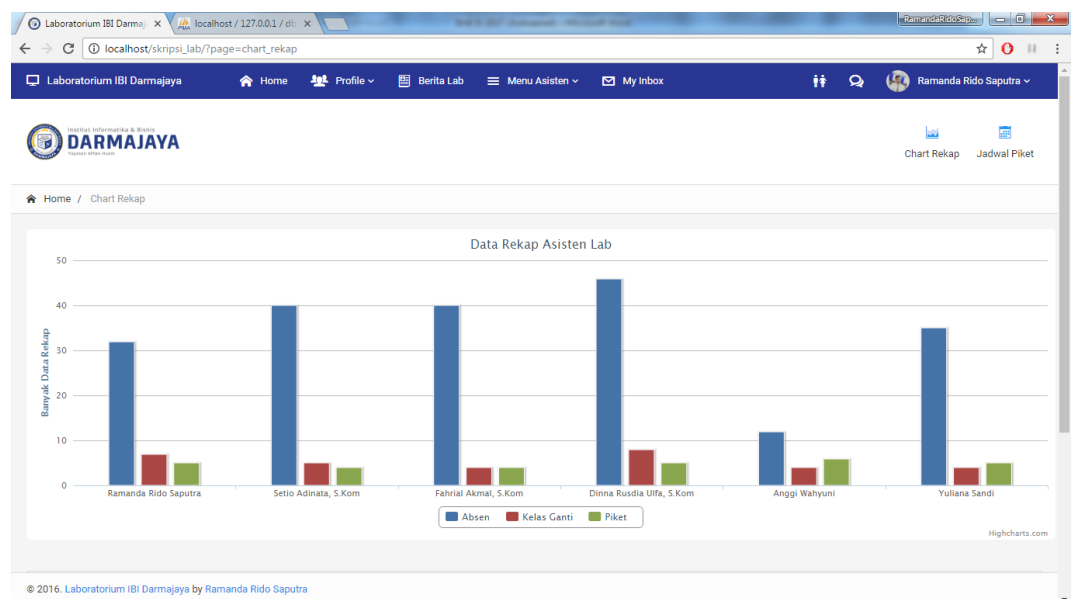 Laboratorium IBI Darmaj
localhost / 127.0.0.1 / db
RamandaRidoSap...
localhost/skripsi_lab/?page=chart_rekap
Laboratorium IBI Darmajaya Home Profile Berita Lab Menu Asisten My Inbox Ramanda Rido Saputra
Institut Informatika & Bisnis
DARMAJAYA
Yayasan Alfian Husin
Chart Rekap Jadwal Piket
Home / Chart Rekap
Data Rekap Asisten Lab
Banyak Data Rekap
50
40
30
20
10
0
Ramanda Rido Saputra Setio Adinata, S.Kom Fahrial Akmal, S.Kom Dinna Rusdia Ulfa, S.Kom Anggi Wahyuni Yuliana Sandi
Absen Kelas Ganti Piket
Highcharts.com
© 2016. Laboratorium IBI Darmajaya by Ramanda Rido Saputra